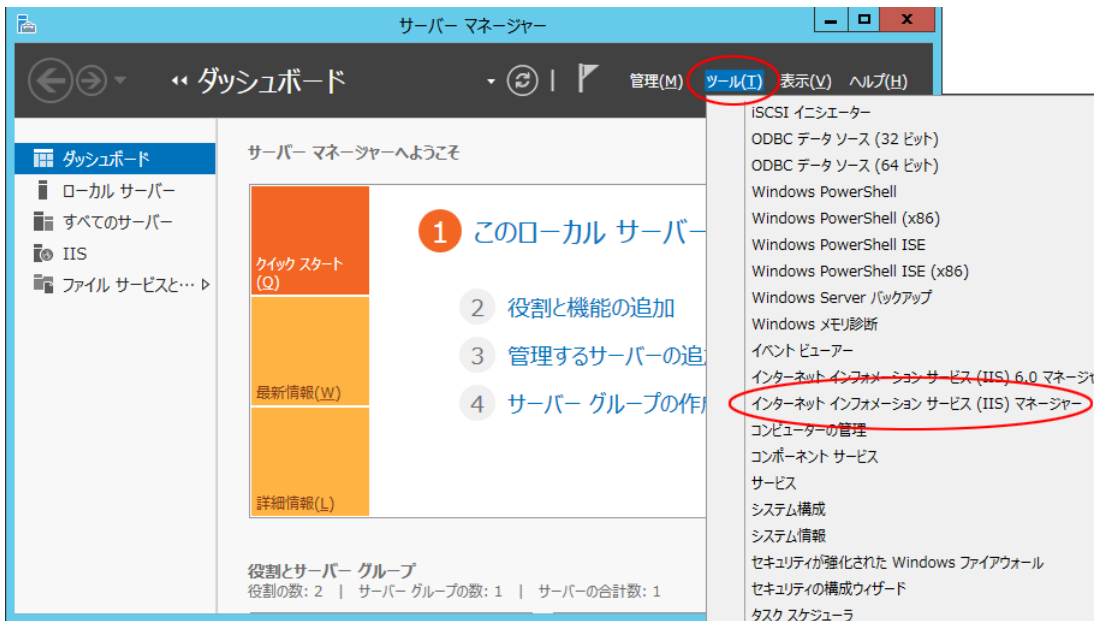 サーバー マネージャー
ダッシュボード
管理(M)
ツール(T)
表示(V)
ヘルプ(H)
ダッシュボード
ローカル サーバー
すべてのサーバー
IIS
ファイル サービスと…
サーバー マネージャーへようこそ
クイック スタート
(Q)
最新情報(W)
詳細情報(L)
1 このローカル サーバー
2 役割と機能の追加
3 管理するサーバーの追
4 サーバー グループの作
役割とサーバー グループ
役割の数: 2 | サーバー グループの数: 1 | サーバーの合計数: 1
iSCSI イニシエーター
ODBC データ ソース (32 ビット)
ODBC データ ソース (64 ビット)
Windows PowerShell
Windows PowerShell (x86)
Windows PowerShell ISE
Windows PowerShell ISE (x86)
Windows Server バックアップ
Windows メモリ診断
イベント ビューアー
インターネット インフォメーション サービス (IIS) 6.0 マネージャ
インターネット インフォメーション サービス (IIS) マネージャー
コンピューターの管理
コンポーネント サービス
サービス
システム構成
システム情報
セキュリティが強化された Windows ファイアウォール
セキュリティの構成ウィザード
タスク スケジューラ